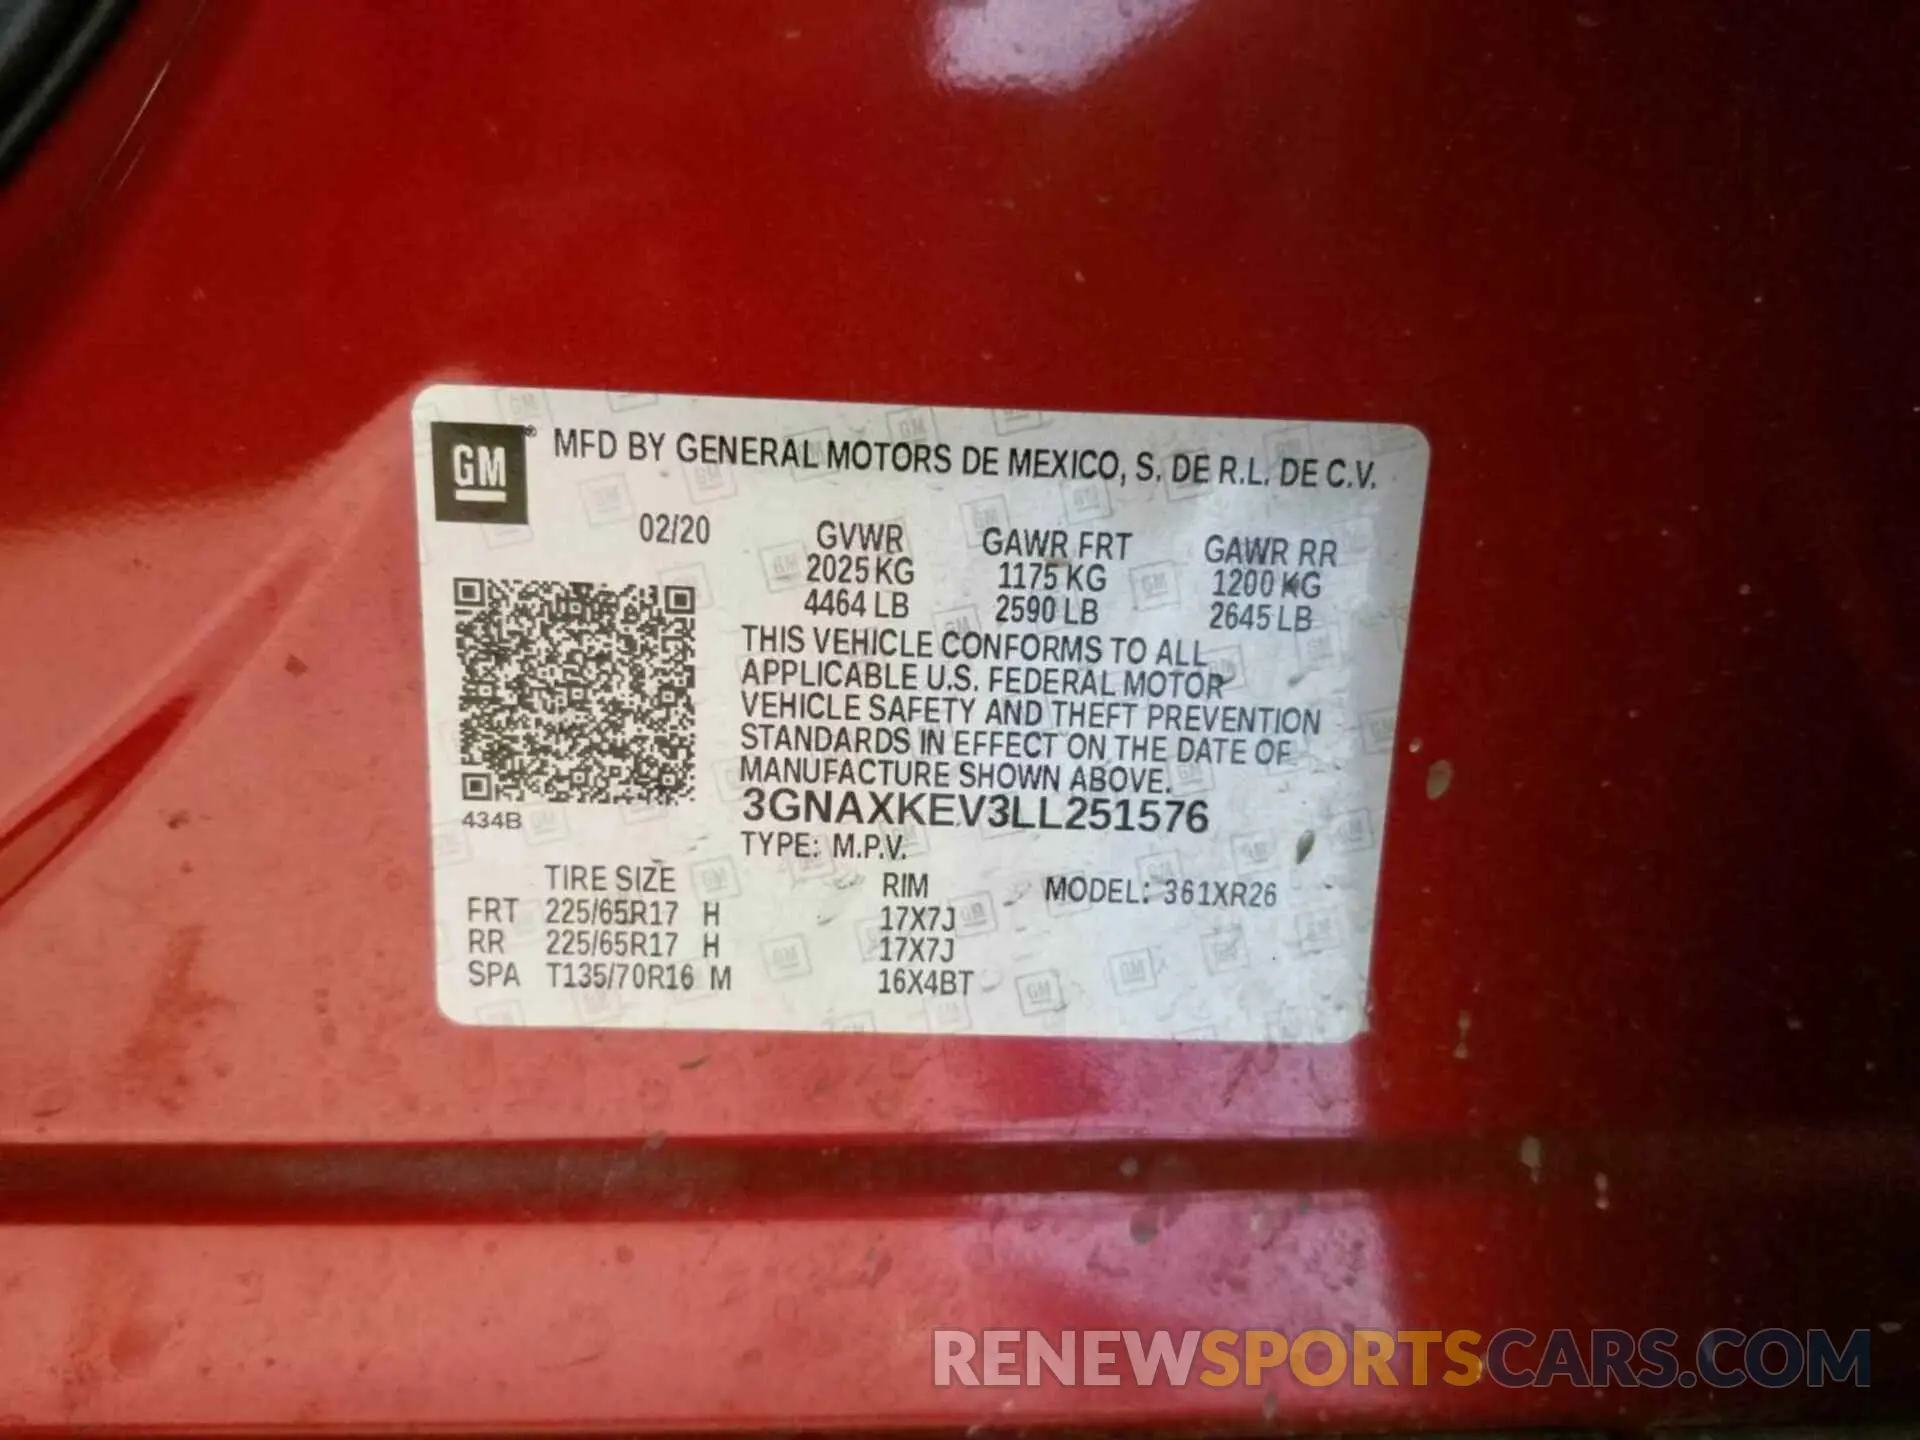 GM® MFD BY GENERAL MOTORS DE MEXICO, S. DE R.L. DE C.V.
02/20 GVWR GAWR FRT GAWR RR
2025 KG 1175 KG 1200 KG
4464 LB 2590 LB 2645 LB
THIS VEHICLE CONFORMS TO ALL
APPLICABLE U.S. FEDERAL MOTOR
VEHICLE SAFETY AND THEFT PREVENTION
STANDARDS IN EFFECT ON THE DATE OF
MANUFACTURE SHOWN ABOVE.
434B 3GNAXKEV3LL251576
TYPE: M.P.V.
TIRE SIZE RIM MODEL: 361XR26
FRT 225/65R17 H 17X7J
RR 225/65R17 H 17X7J
SPA T135/70R16 M 16X4BT
RENEWSPORTSCARS.COM